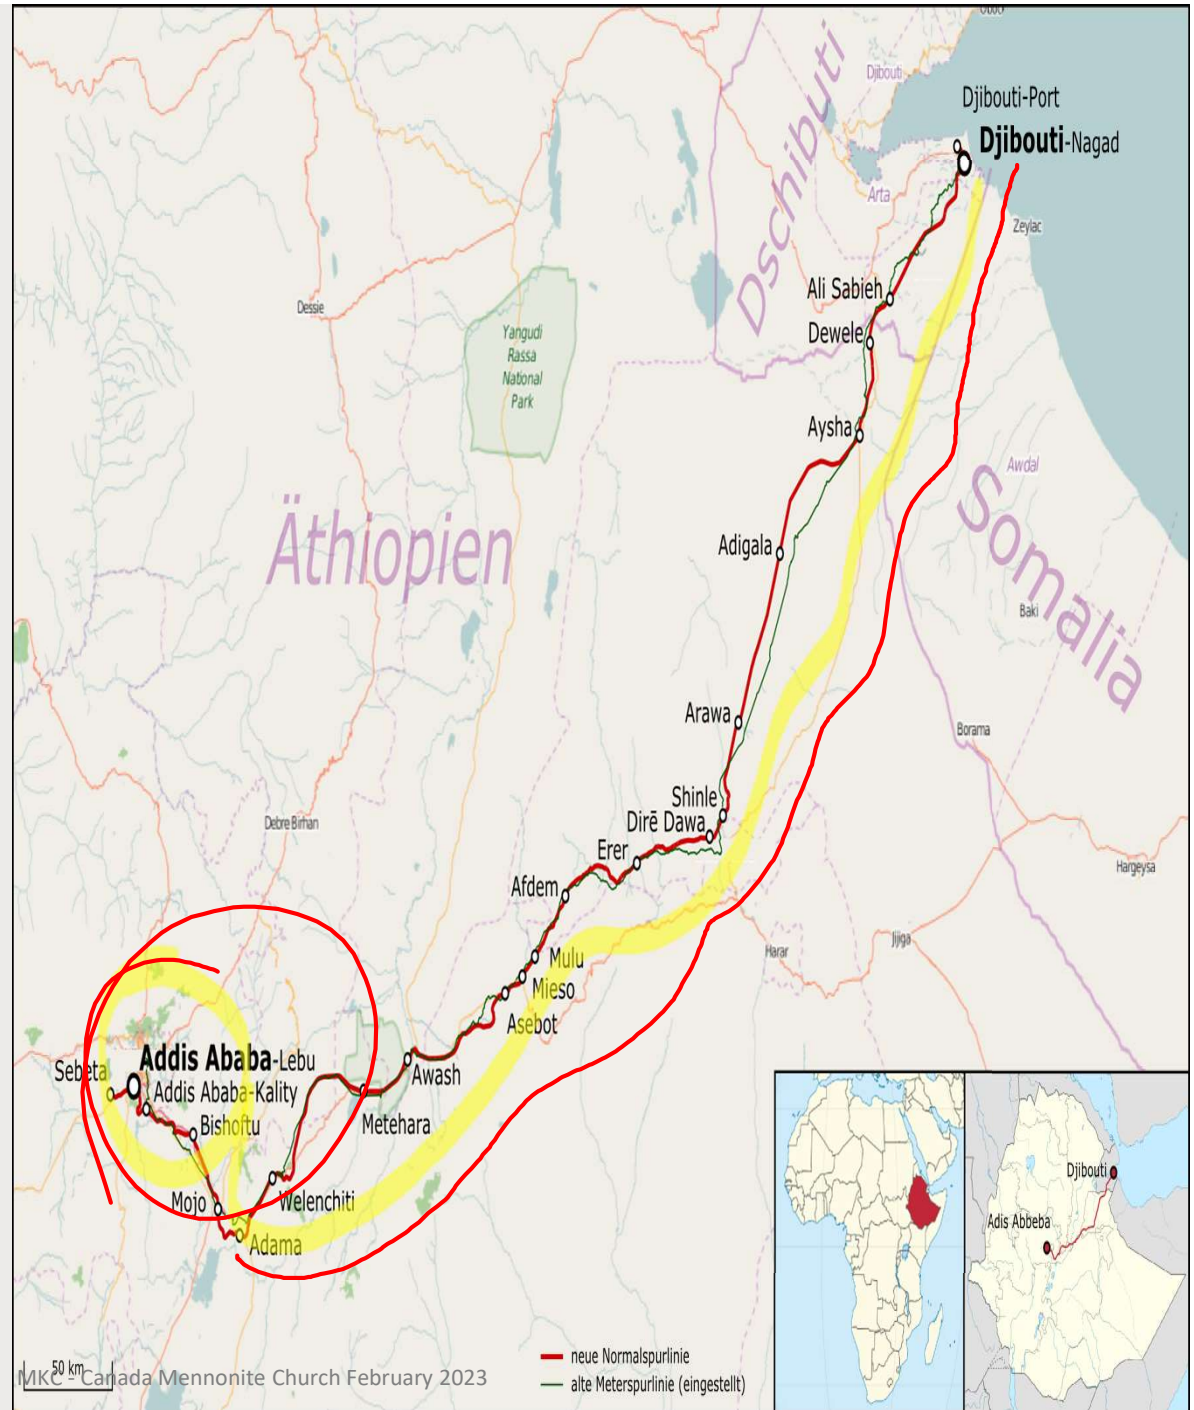 Obbo
Djibouti
Djibouti-Port
Djibouti-Nagad
Dschibuti
Arta
Zeylac
Ali Sabieh
Dessie
Dewele
Yangudi
Rassa
National
Park
Aysha
Awdal
Somalia
Äthiopien
Adigala
Baki
Arawa
Borama
Shinle
Dirē Dawa
Debre Birhan
Erer
Hargeysa
Afdem
Jijiga
Harar
Mulu
Mieso
Asebot
Addis Ababa-Lebu
Sebeta
Awash
Addis Ababa-Kality
Bishoftu
Metehara
Mojo
Welenchiti
Adama
Djibouti
Adis Abbeba
neue Normalspurlinie
50 km
MKC - Canada Mennonite Church February 2023
alte Meterspurlinie (eingestellt)